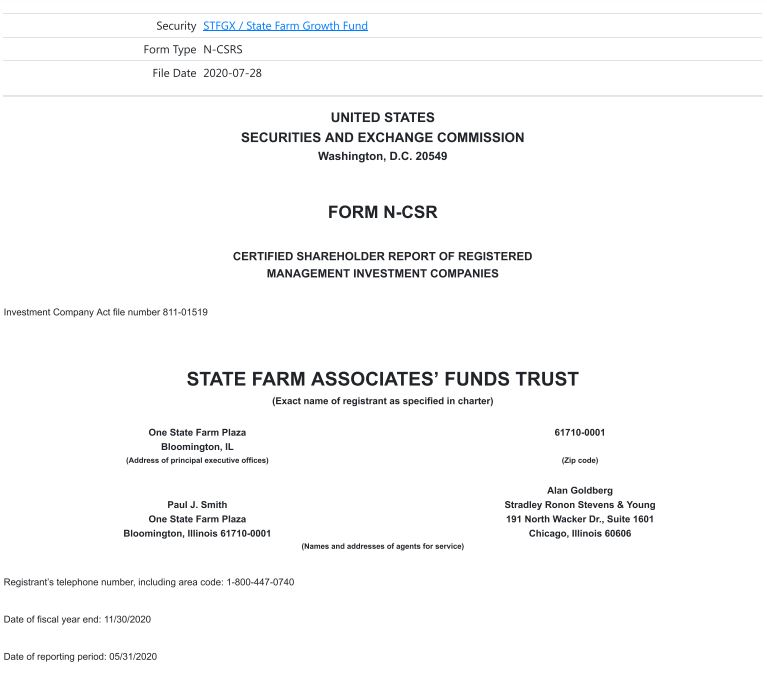 Security STFGX / State Farm Growth Fund
Form Type N-CSRS
File Date 2020-07-28
UNITED STATES
SECURITIES AND EXCHANGE COMMISSION
Washington, D.C. 20549
FORM N-CSR
CERTIFIED SHAREHOLDER REPORT OF REGISTERED
MANAGEMENT INVESTMENT COMPANIES
Investment Company Act file number 811-01519
STATE FARM ASSOCIATES’ FUNDS TRUST
(Exact name of registrant as specified in charter)
One State Farm Plaza
Bloomington, IL
(Address of principal executive offices)
61710-0001
(Zip code)
Paul J. Smith
One State Farm Plaza
Bloomington, Illinois 61710-0001
Alan Goldberg
Stradley Ronon Stevens & Young
191 North Wacker Dr., Suite 1601
Chicago, Illinois 60606
(Names and addresses of agents for service)
Registrant’s telephone number, including area code: 1-800-447-0740
Date of fiscal year end: 11/30/2020
Date of reporting period: 05/31/2020